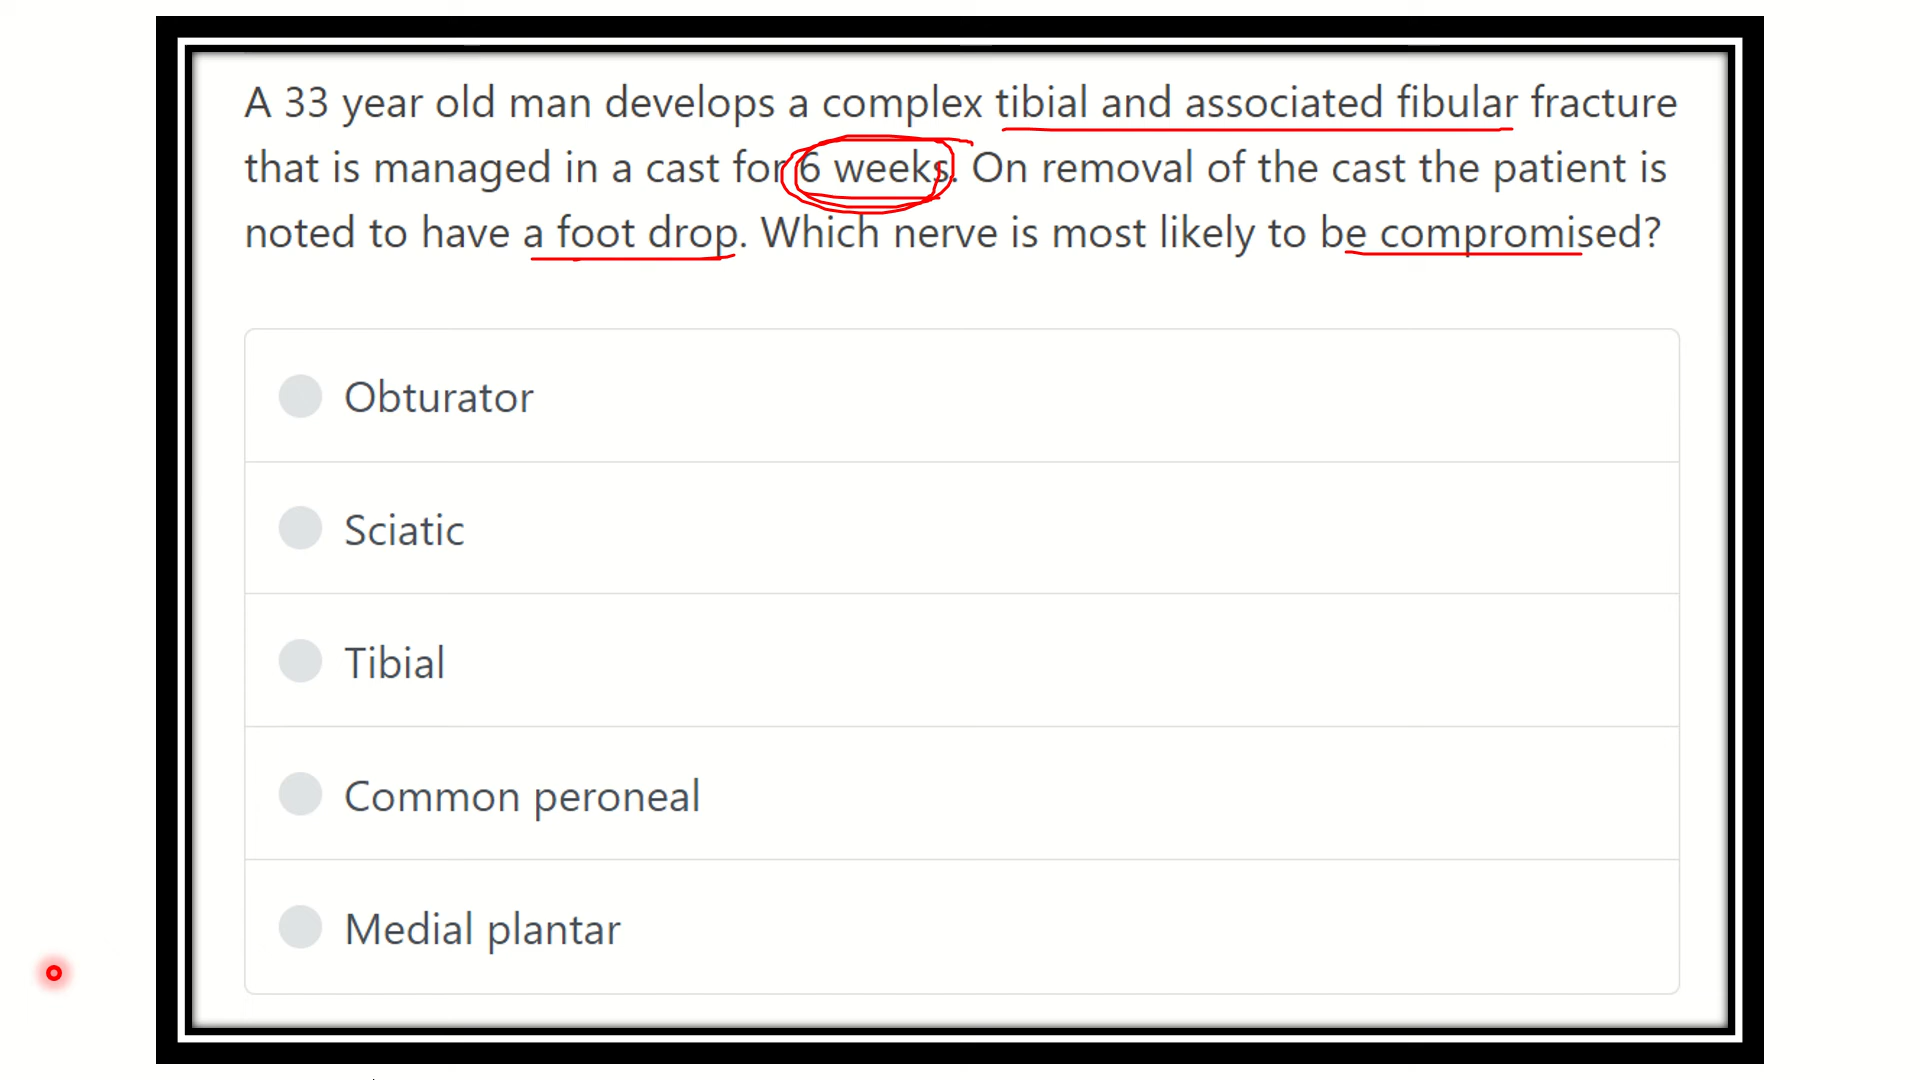 A 33 year old man develops a complex tibial and associated fibular fracture
that is managed in a cast for 6 weeks. On removal of the cast the patient is
noted to have a foot drop. Which nerve is most likely to be compromised?
Obturator
Sciatic
Tibial
Common peroneal
Medial plantar